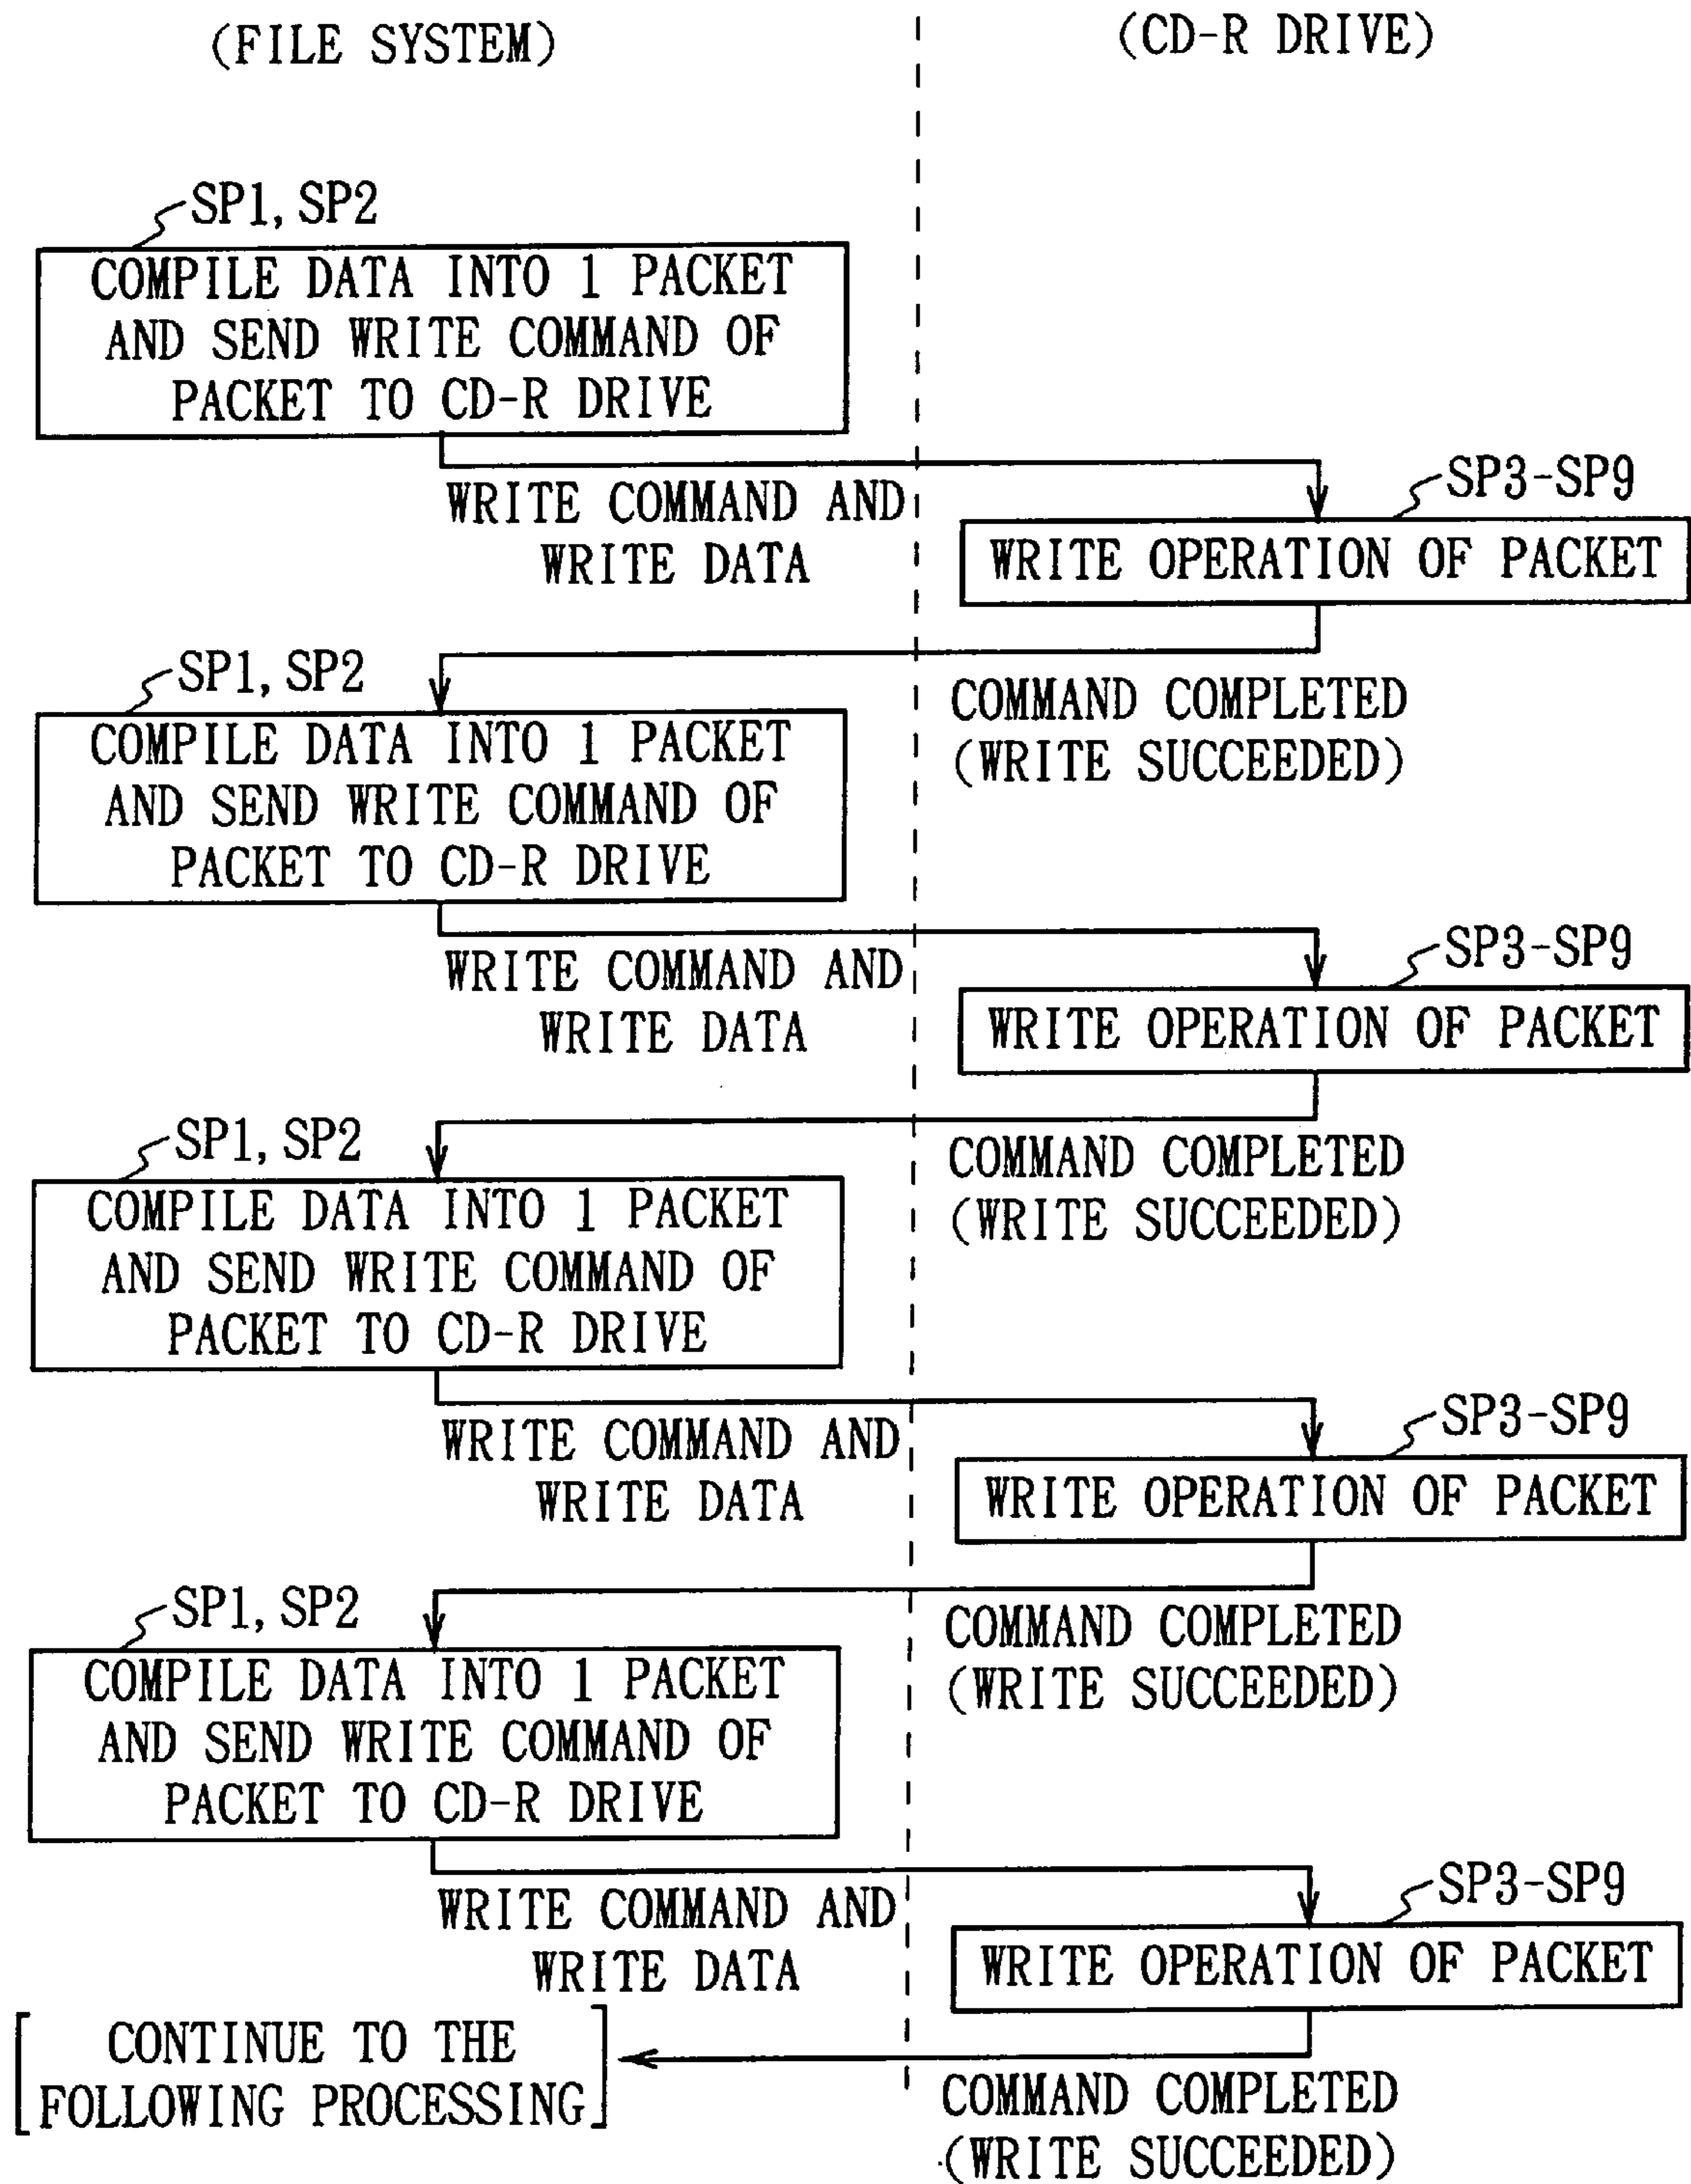 (FILE SYSTEM)
(CD-R DRIVE)
SP1, SP2
COMPILE DATA INTO 1 PACKET
AND SEND WRITE COMMAND OF
PACKET TO CD-R DRIVE
WRITE COMMAND AND
WRITE DATA
SP3-SP9
WRITE OPERATION OF PACKET
COMMAND COMPLETED
(WRITE SUCCEEDED)
SP1, SP2
COMPILE DATA INTO 1 PACKET
AND SEND WRITE COMMAND OF
PACKET TO CD-R DRIVE
WRITE COMMAND AND
WRITE DATA
SP3-SP9
WRITE OPERATION OF PACKET
COMMAND COMPLETED
(WRITE SUCCEEDED)
SP1, SP2
COMPILE DATA INTO 1 PACKET
AND SEND WRITE COMMAND OF
PACKET TO CD-R DRIVE
WRITE COMMAND AND
WRITE DATA
SP3-SP9
WRITE OPERATION OF PACKET
COMMAND COMPLETED
(WRITE SUCCEEDED)
SP1, SP2
COMPILE DATA INTO 1 PACKET
AND SEND WRITE COMMAND OF
PACKET TO CD-R DRIVE
WRITE COMMAND AND
WRITE DATA
SP3-SP9
WRITE OPERATION OF PACKET
COMMAND COMPLETED
(WRITE SUCCEEDED)
[CONTINUE TO THE
FOLLOWING PROCESSING]